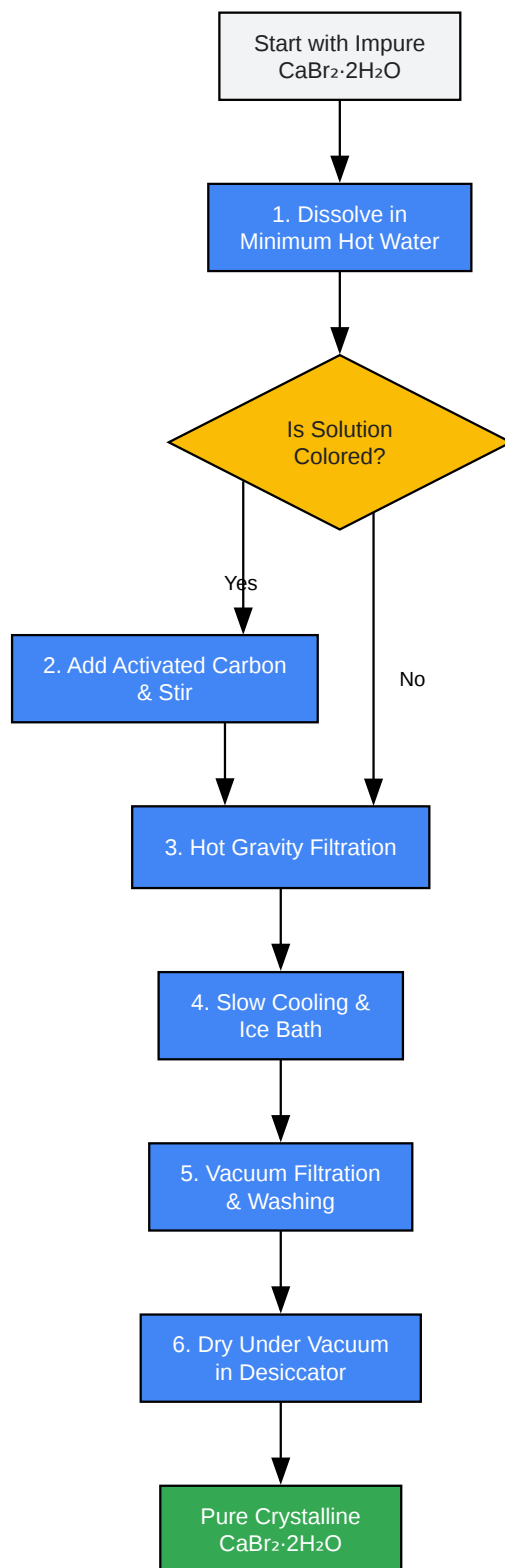 Start with Impure
CaBr₂·2H₂O
1. Dissolve in
Minimum Hot Water
Is Solution
Colored?
Yes
2. Add Activated Carbon
& Stir
No
3. Hot Gravity Filtration
4. Slow Cooling &
Ice Bath
5. Vacuum Filtration
& Washing
6. Dry Under Vacuum
in Desiccator
Pure Crystalline
CaBr₂·2H₂O